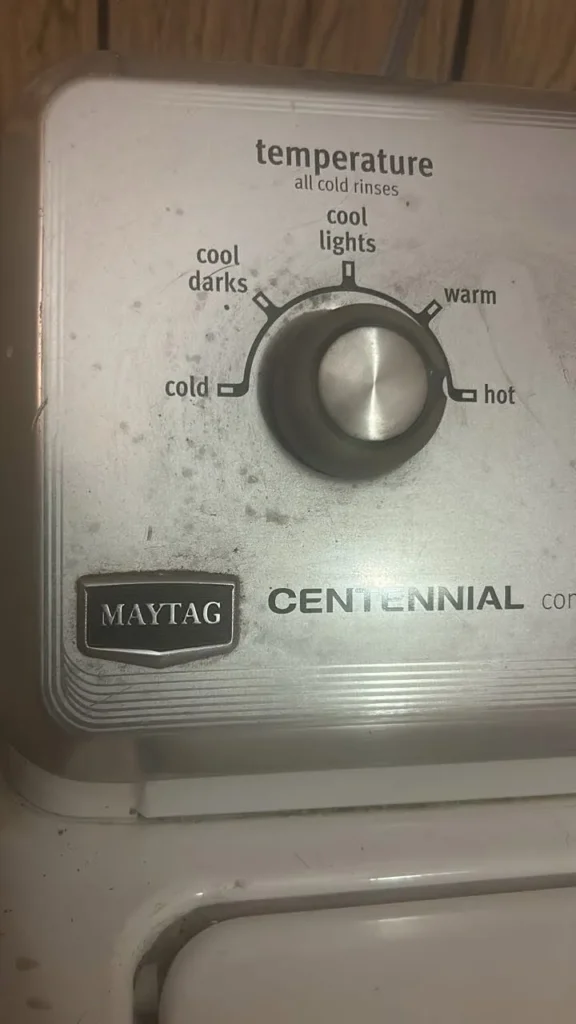 temperature
all cold rinses
cool
lights
cool
darks
warm
cold
hot
MAYTAG
CENTENNIAL